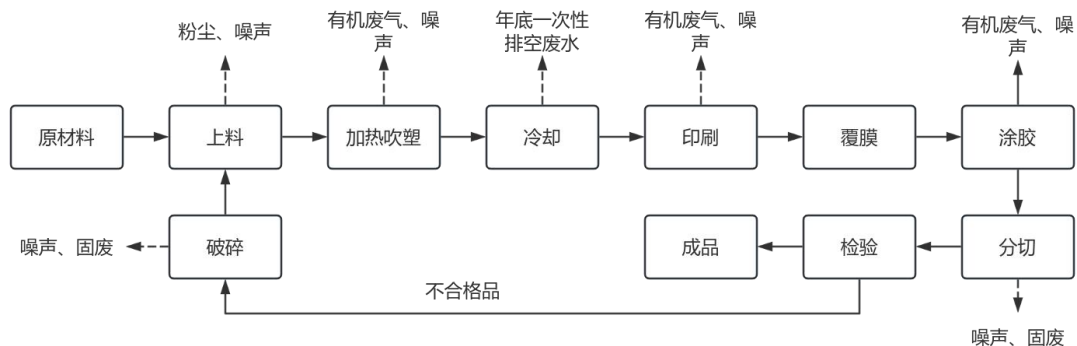 粉尘、噪声
有机废气、噪
声
年底一次性
排空废水
有机废气、噪
声
有机废气、噪
声
原材料
上料
加热吹塑
冷却
印刷
覆膜
涂胶
噪声、固废
破碎
成品
检验
分切
不合格品
噪声、固废